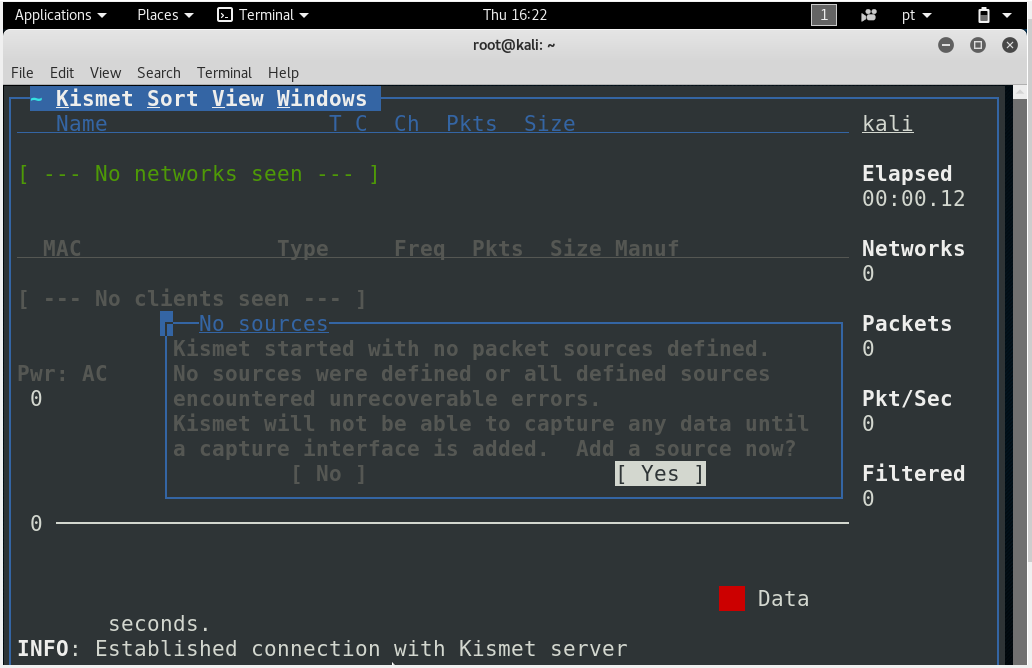 Applications Places Terminal Thu 16:22 1 pt
root@kali: ~
File Edit View Search Terminal Help
~ Kismet Sort View Windows
Name T C Ch Pkts Size kali
[ --- No networks seen --- ] Elapsed
00:00.12
MAC Type Freq Pkts Size Manuf Networks
0
[ --- No clients seen --- ]
No sources Packets
Kismet started with no packet sources defined. 0
Pwr: AC No sources were defined or all defined sources
0 encountered unrecoverable errors. Pkt/Sec
Kismet will not be able to capture any data until 0
a capture interface is added.  Add a source now?
[ No ] [ Yes ] Filtered
0
0
Data
seconds.
INFO: Established connection with Kismet server